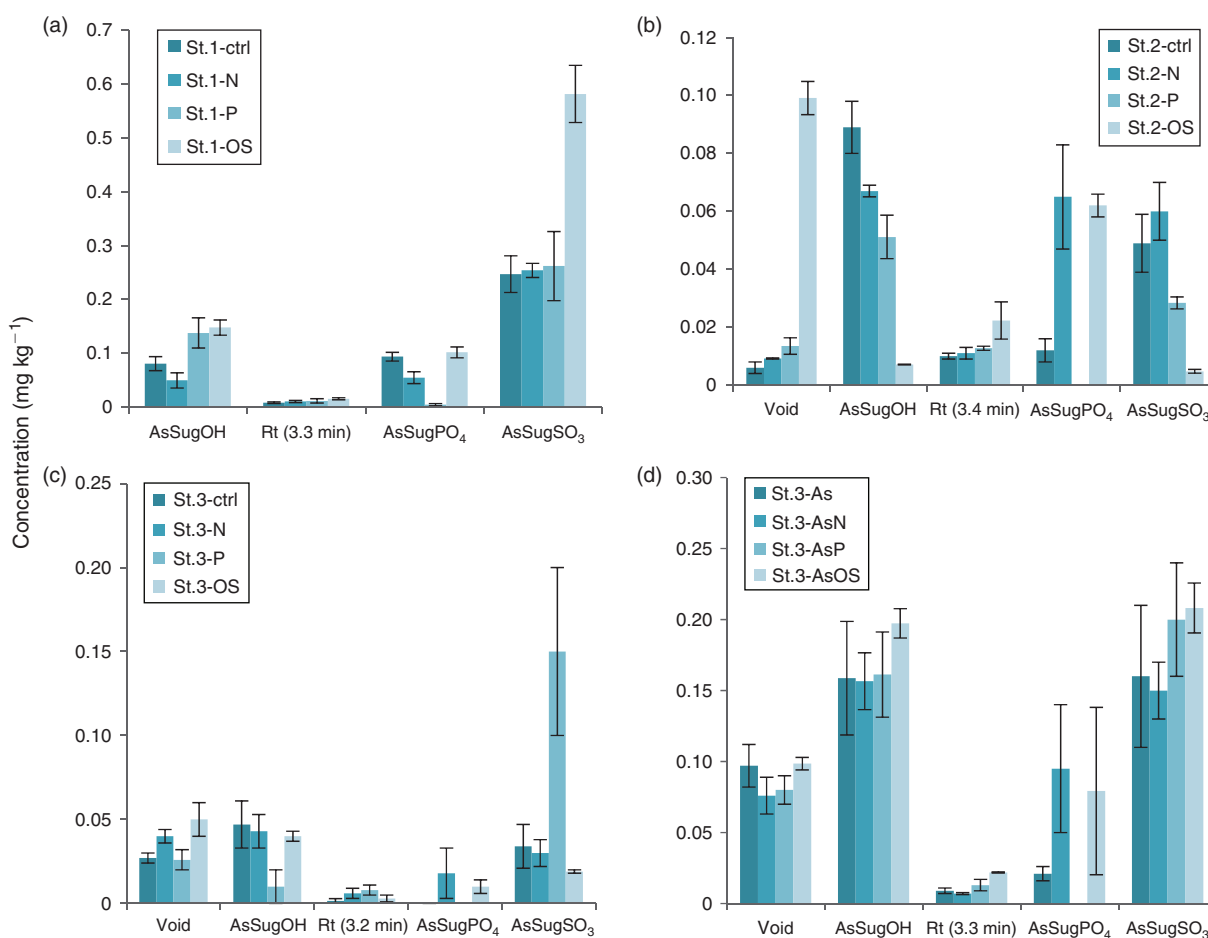 Concentration (mg kg⁻¹)
(a)
0.7
0.6
0.5
0.4
0.3
0.2
0.1
0
St.1-ctrl
St.1-N
St.1-P
St.1-OS
AsSugOH Rt (3.3 min) AsSugPO₄ AsSugSO₃
(b)
0.12
0.10
0.08
0.06
0.04
0.02
0
St.2-ctrl
St.2-N
St.2-P
St.2-OS
Void AsSugOH Rt (3.4 min) AsSugPO₄ AsSugSO₃
(c)
0.25
0.20
0.15
0.10
0.05
0
St.3-ctrl
St.3-N
St.3-P
St.3-OS
Void AsSugOH Rt (3.2 min) AsSugPO₄ AsSugSO₃
(d)
0.30
0.25
0.20
0.15
0.10
0.05
0
St.3-As
St.3-AsN
St.3-AsP
St.3-AsOS
Void AsSugOH Rt (3.3 min) AsSugPO₄ AsSugSO₃